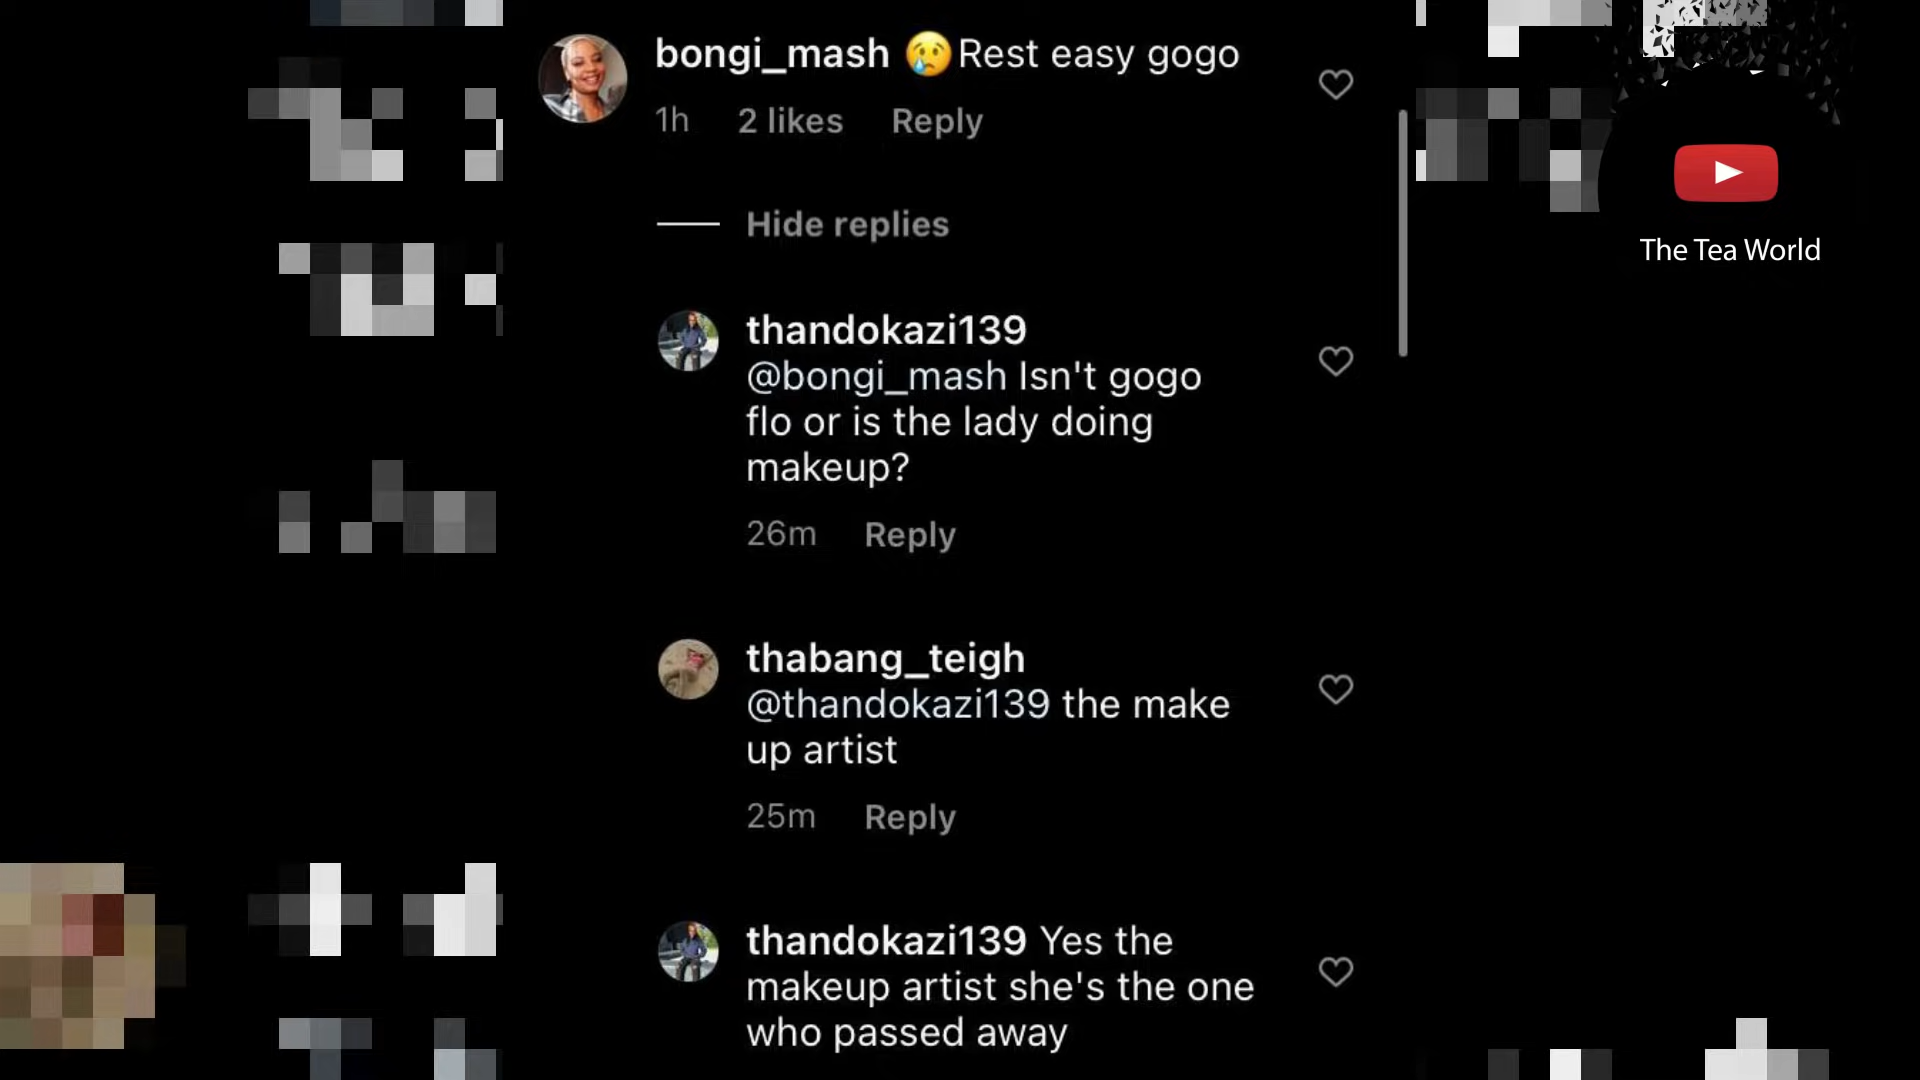 bongi_mash 😢Rest easy gogo
1h 2 likes Reply
Hide replies
thandokazi139
@bongi_mash Isn't gogo
flo or is the lady doing
makeup?
26m Reply
thabang_teigh
@thandokazi139 the make
up artist
25m Reply
thandokazi139 Yes the
makeup artist she's the one
who passed away
The Tea World